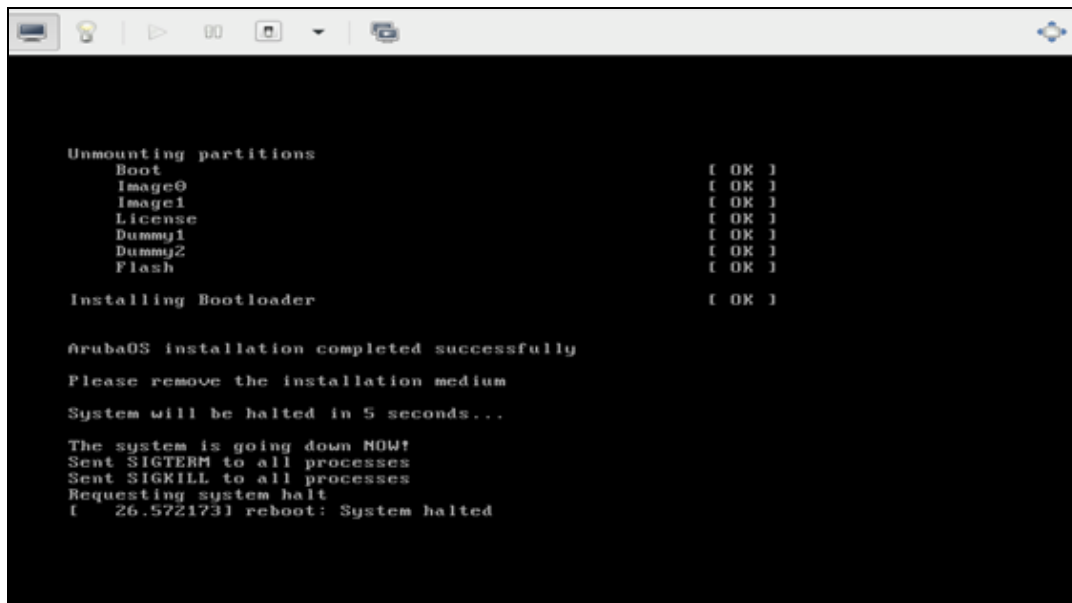 Unmounting partitions
Boot [ OK ]
Image0 [ OK ]
Image1 [ OK ]
License [ OK ]
Dummy1 [ OK ]
Dummy2 [ OK ]
Flash [ OK ]
Installing Bootloader [ OK ]
ArubaOS installation completed successfully
Please remove the installation medium
System will be halted in 5 seconds...
The system is going down NOW!
Sent SIGTERM to all processes
Sent SIGKILL to all processes
Requesting system halt
[   26.572173] reboot: System halted